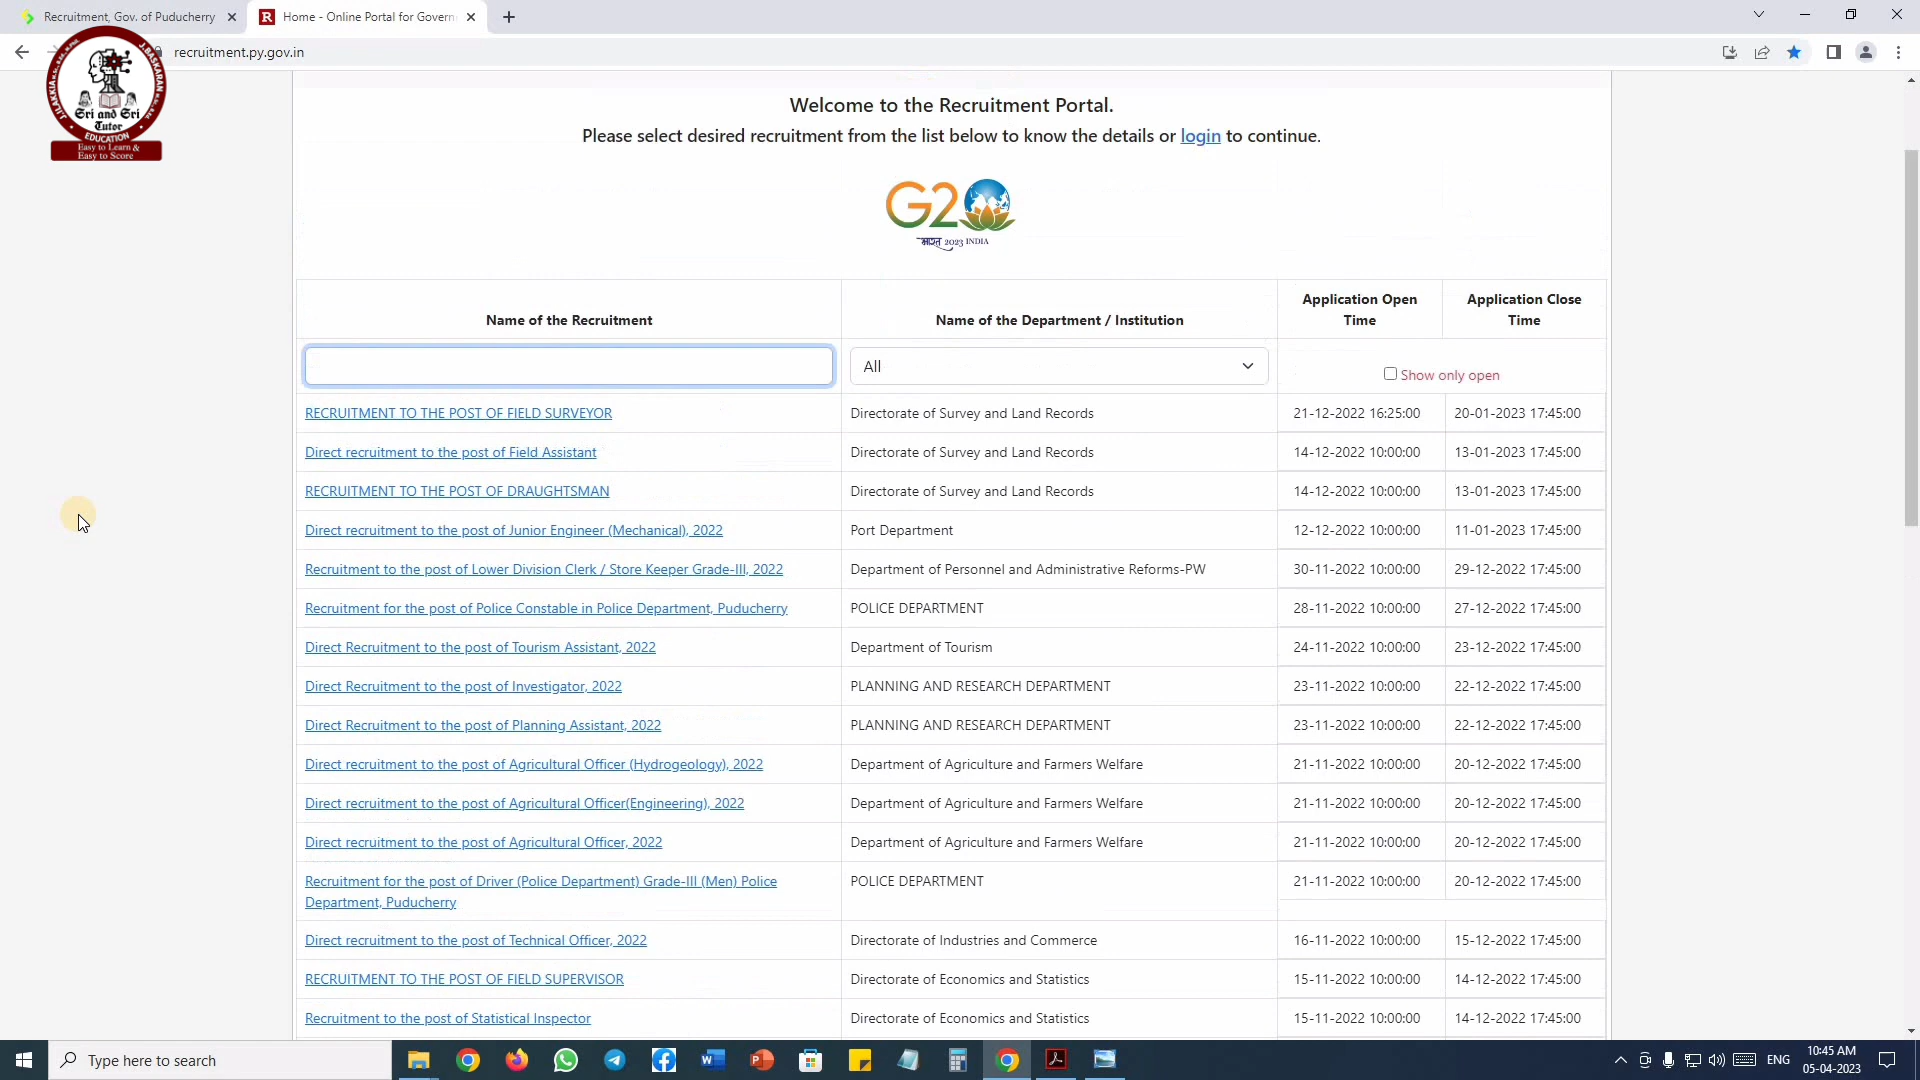 Recruitment, Gov. of Puducherry
Home - Online Portal for Govern
recruitment.py.gov.in
J.BASKARAN
Sri and Sri
Tutor
EDUCATION
Easy to Learn &
Easy to Score
Welcome to the Recruitment Portal.
Please select desired recruitment from the list below to know the details or login to continue.
G20
भारत 2023 INDIA
Name of the Recruitment Name of the Department / Institution Application Open Time Application Close Time
All Show only open
RECRUITMENT TO THE POST OF FIELD SURVEYOR Directorate of Survey and Land Records 21-12-2022 16:25:00 20-01-2023 17:45:00
Direct recruitment to the post of Field Assistant Directorate of Survey and Land Records 14-12-2022 10:00:00 13-01-2023 17:45:00
RECRUITMENT TO THE POST OF DRAUGHTSMAN Directorate of Survey and Land Records 14-12-2022 10:00:00 13-01-2023 17:45:00
Direct recruitment to the post of Junior Engineer (Mechanical), 2022 Port Department 12-12-2022 10:00:00 11-01-2023 17:45:00
Recruitment to the post of Lower Division Clerk / Store Keeper Grade-III, 2022 Department of Personnel and Administrative Reforms-PW 30-11-2022 10:00:00 29-12-2022 17:45:00
Recruitment for the post of Police Constable in Police Department, Puducherry POLICE DEPARTMENT 28-11-2022 10:00:00 27-12-2022 17:45:00
Direct Recruitment to the post of Tourism Assistant, 2022 Department of Tourism 24-11-2022 10:00:00 23-12-2022 17:45:00
Direct Recruitment to the post of Investigator, 2022 PLANNING AND RESEARCH DEPARTMENT 23-11-2022 10:00:00 22-12-2022 17:45:00
Direct Recruitment to the post of Planning Assistant, 2022 PLANNING AND RESEARCH DEPARTMENT 23-11-2022 10:00:00 22-12-2022 17:45:00
Direct recruitment to the post of Agricultural Officer (Hydrogeology), 2022 Department of Agriculture and Farmers Welfare 21-11-2022 10:00:00 20-12-2022 17:45:00
Direct recruitment to the post of Agricultural Officer(Engineering), 2022 Department of Agriculture and Farmers Welfare 21-11-2022 10:00:00 20-12-2022 17:45:00
Direct recruitment to the post of Agricultural Officer, 2022 Department of Agriculture and Farmers Welfare 21-11-2022 10:00:00 20-12-2022 17:45:00
Recruitment for the post of Driver (Police Department) Grade-III (Men) Police POLICE DEPARTMENT 21-11-2022 10:00:00 20-12-2022 17:45:00
Department, Puducherry
Direct recruitment to the post of Technical Officer, 2022 Directorate of Industries and Commerce 16-11-2022 10:00:00 15-12-2022 17:45:00
RECRUITMENT TO THE POST OF FIELD SUPERVISOR Directorate of Economics and Statistics 15-11-2022 10:00:00 14-12-2022 17:45:00
Recruitment to the post of Statistical Inspector Directorate of Economics and Statistics 15-11-2022 10:00:00 14-12-2022 17:45:00
Type here to search
ENG
10:45 AM
05-04-2023